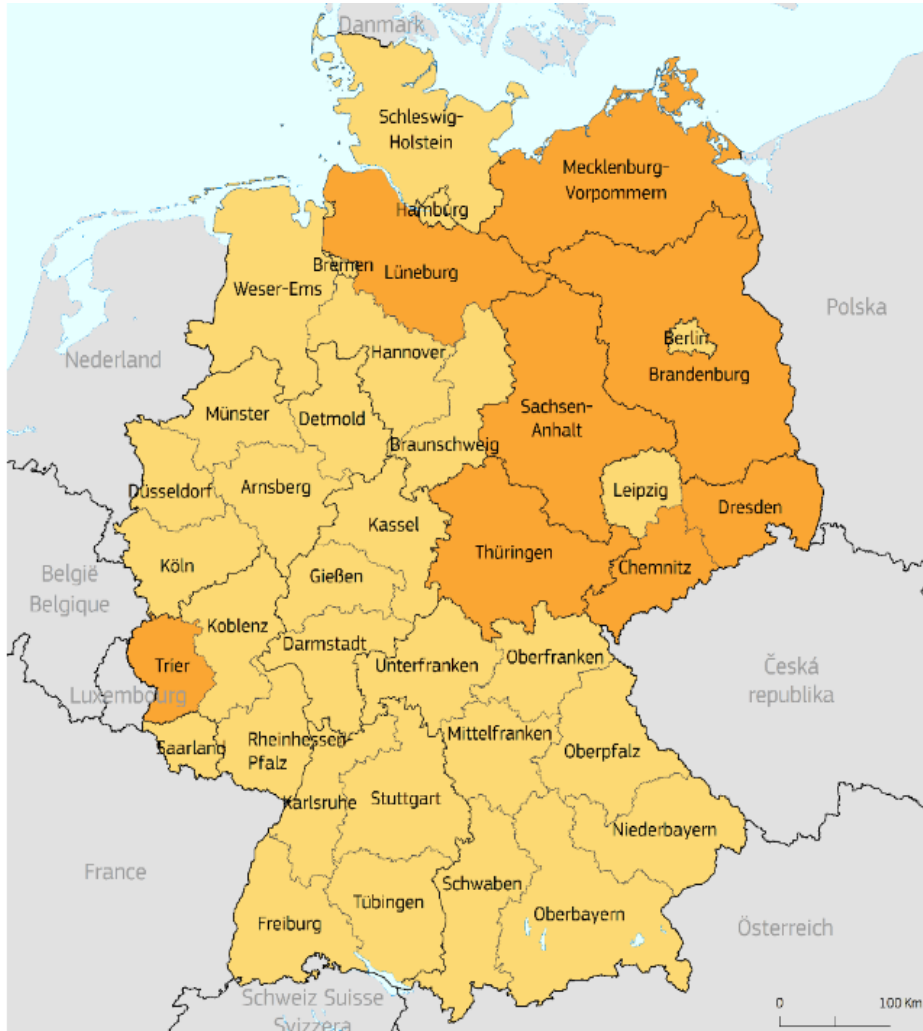 Danmark
Schleswig-
Holstein
Mecklenburg-
Vorpommern
Hamburg
Bremen
Lüneburg
Weser-Ems
Polska
Berlin
Nederland
Hannover
Brandenburg
Münster
Detmold
Sachsen-
Anhalt
Braunschweig
Düsseldorf
Arnsberg
Leipzig
Dresden
Kassel
Thüringen
Köln
Gießen
Chemnitz
België
Belgique
Koblenz
Darmstadt
Unterfranken
Oberfranken
Trier
Česká
republika
Luxembourg
Mittelfranken
Saarland
Rheinhessen-
Pfalz
Oberpfalz
Karlsruhe
Stuttgart
Niederbayern
France
Schwaben
Tübingen
Oberbayern
Freiburg
Österreich
Schweiz Suisse
Svizzera
0 100 Km